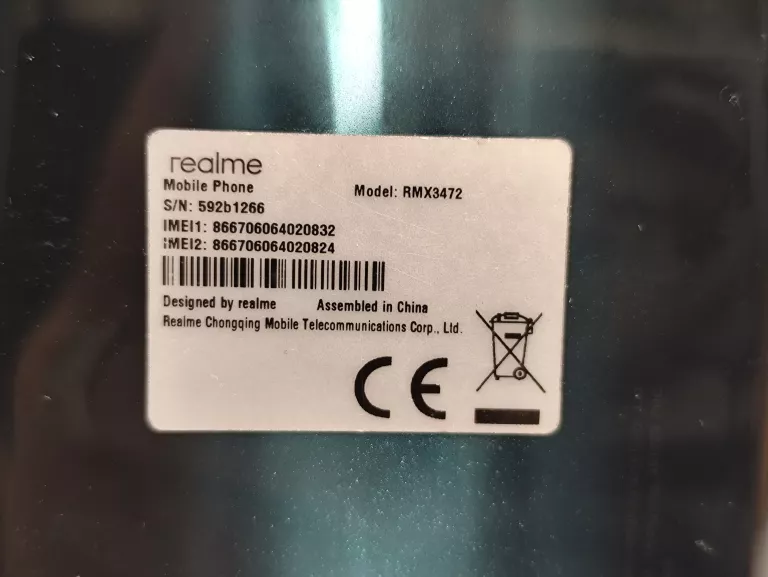 realme
Mobile Phone
Model: RMX3472
S/N: 592b1266
IMEI1: 866706064020832
IMEI2: 866706064020824
Designed by realme Assembled in China
Realme Chongqing Mobile Telecommunications Corp., Ltd.
CE